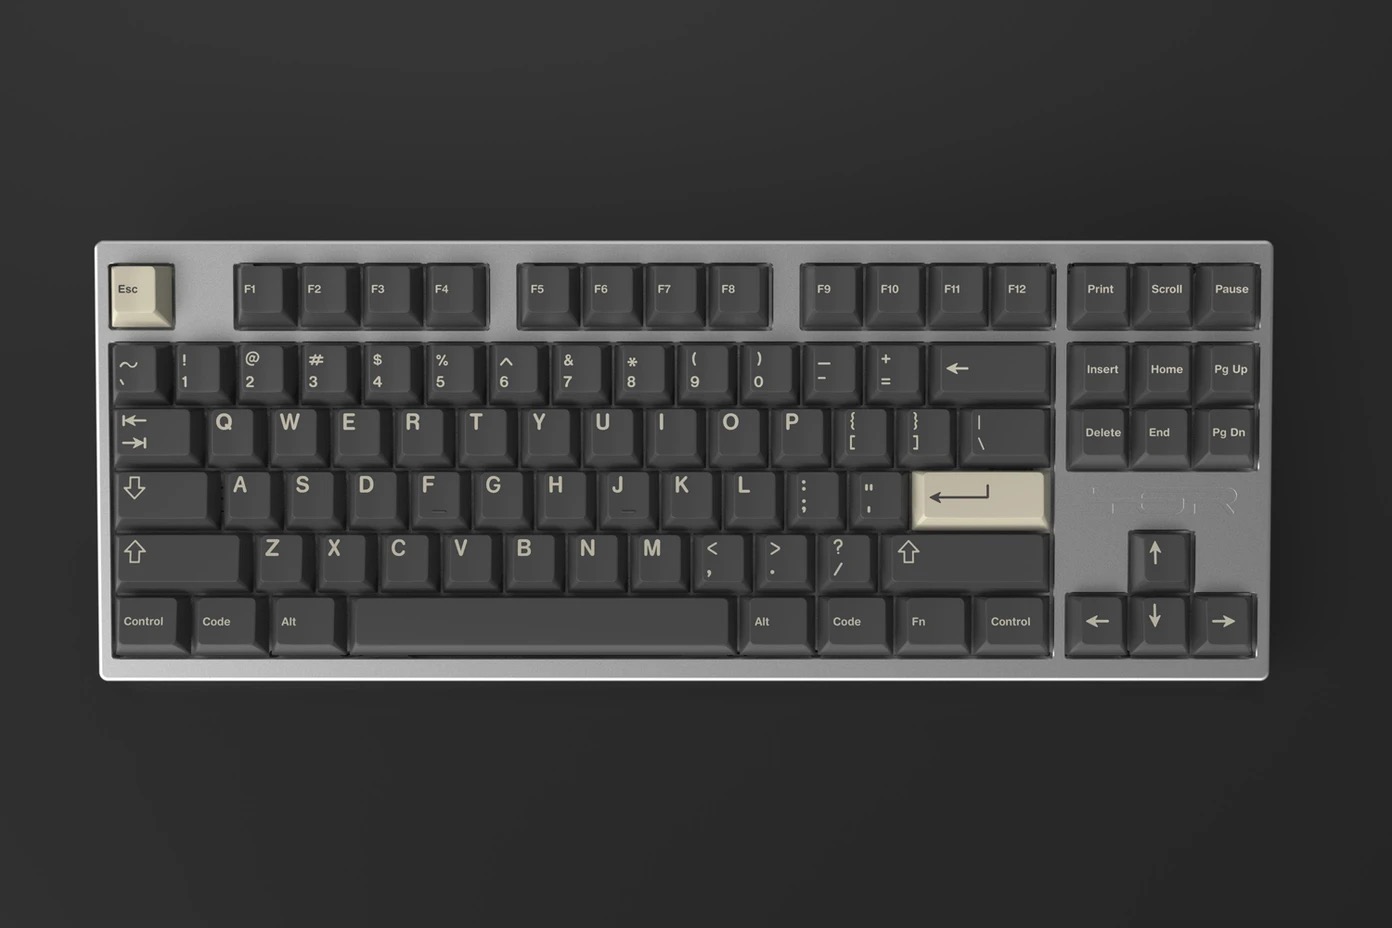 Esc F1 F2 F3 F4 F5 F6 F7 F8 F9 F10 F11 F12 Print Scroll Pause
~ ! @ # $ % ^ & * ( ) — + ← Insert Home Pg Up
` 1 2 3 4 5 6 7 8 9 0 - =
⇤ Q W E R T Y U I O P { } | Delete End Pg Dn
⇥ [ ] \
⇩ A S D F G H J K L : " ↵
_ _ ; '
⇧ Z X C V B N M < > ? ⇧ ↑
, . /
Control Code Alt Alt Code Fn Control ← ↓ →